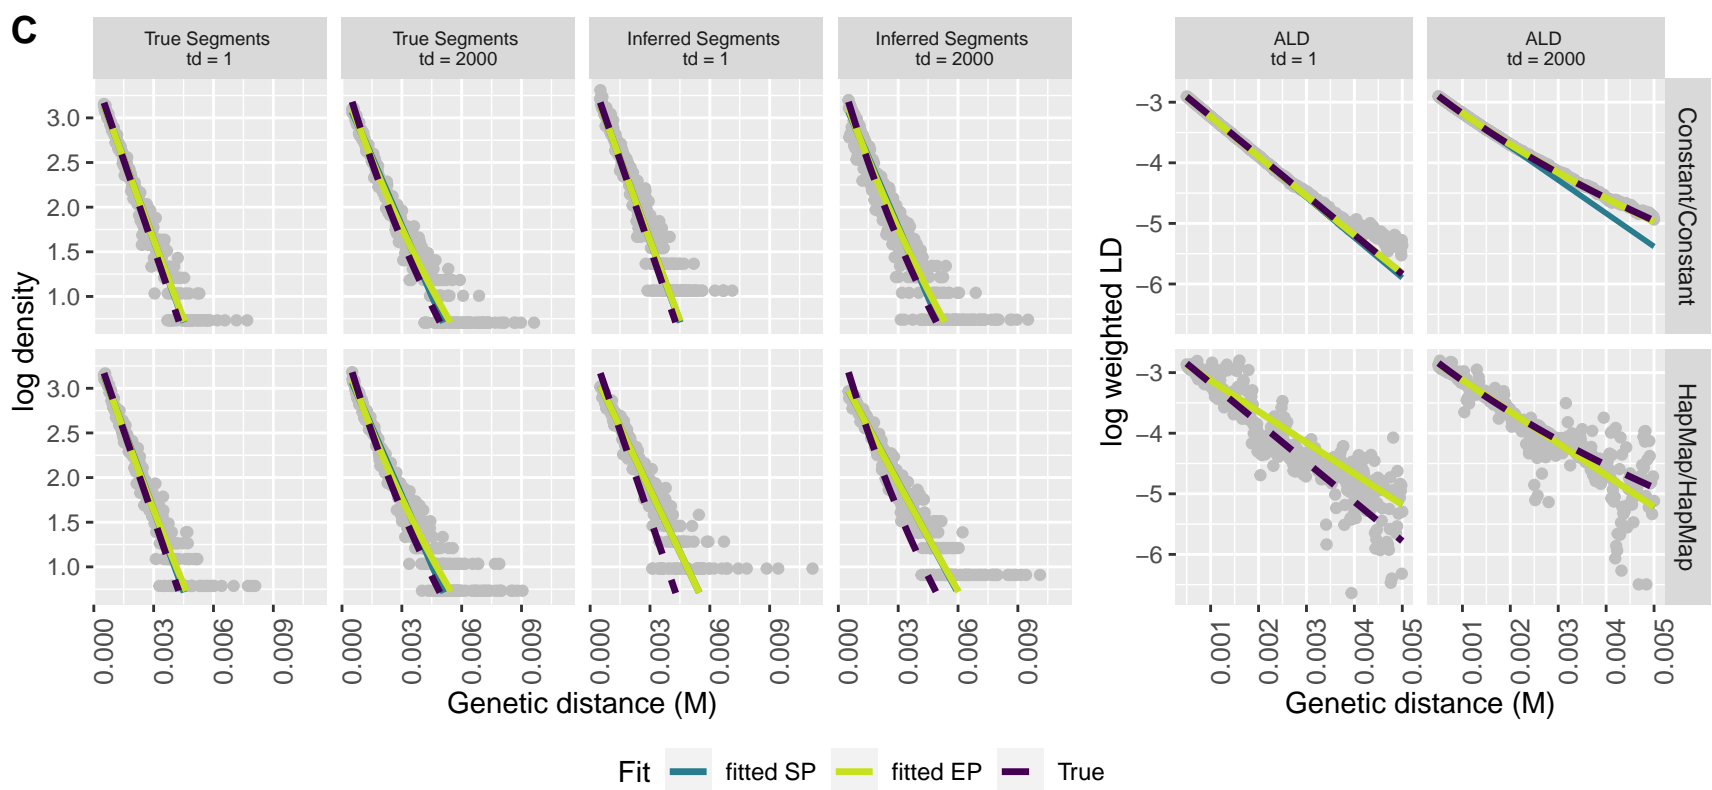 C
True Segments
td = 1
True Segments
td = 2000
Inferred Segments
td = 1
Inferred Segments
td = 2000
ALD
td = 1
ALD
td = 2000
log density
3.0
2.5
2.0
1.5
1.0
3.0
2.5
2.0
1.5
1.0
0.000
0.003
0.006
0.009
0.000
0.003
0.006
0.009
0.000
0.003
0.006
0.009
0.000
0.003
0.006
0.009
Genetic distance (M)
log weighted LD
−3
−4
−5
−6
−3
−4
−5
−6
0.001
0.002
0.003
0.004
0.005
0.001
0.002
0.003
0.004
0.005
Genetic distance (M)
Constant/Constant
HapMap/HapMap
Fit
fitted SP
fitted EP
True